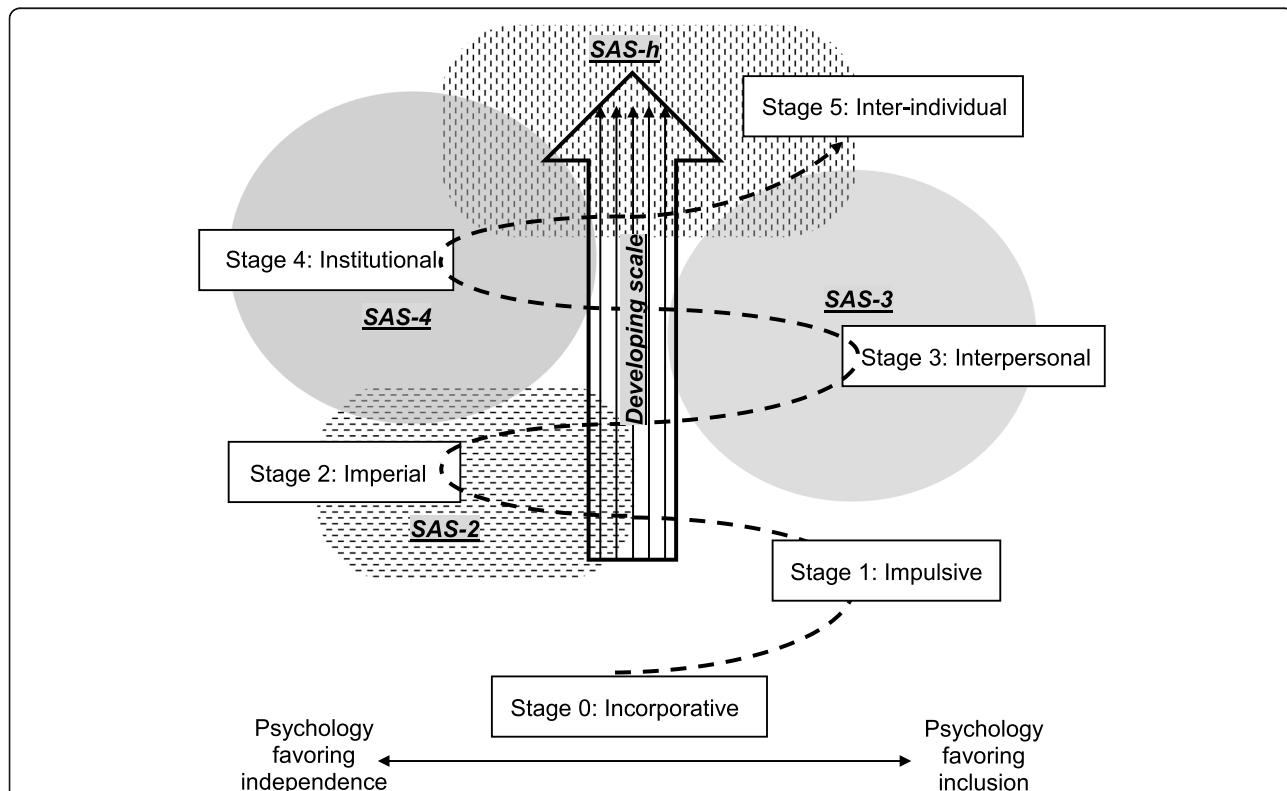 SAS-h
Stage 5: Inter-individual
Stage 4: Institutional
SAS-4
Developing scale
SAS-3
Stage 3: Interpersonal
Stage 2: Imperial
SAS-2
Stage 1: Impulsive
Stage 0: Incorporative
Psychology
favoring
independence
Psychology
favoring
inclusion